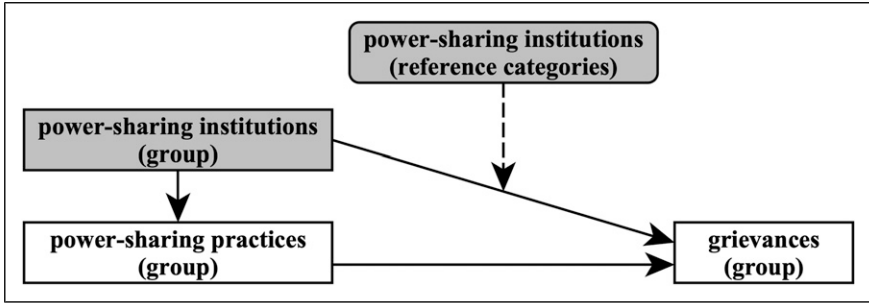 power-sharing institutions
(reference categories)
power-sharing institutions
(group)
power-sharing practices
(group)
grievances
(group)